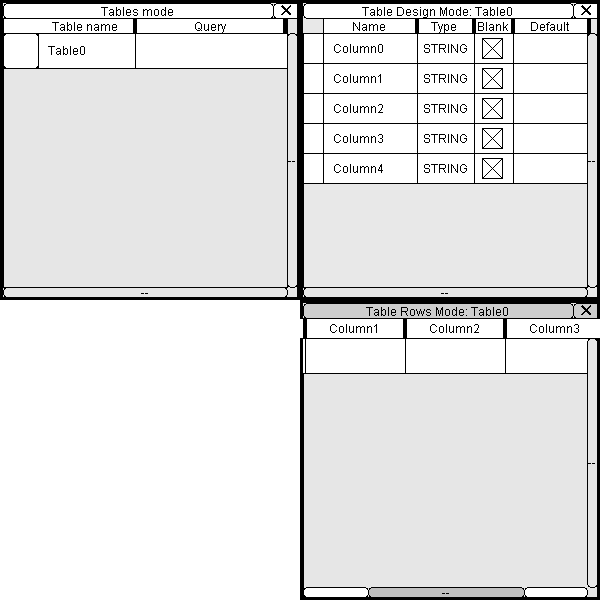 Tables mode
Table name Query
Table0
--
--
Table Design Mode: Table0
Name Type Blank Default
Column0 STRING
Column1 STRING
Column2 STRING
Column3 STRING
Column4 STRING
--
--
Table Rows Mode: Table0
Column1 Column2 Column3
--
--